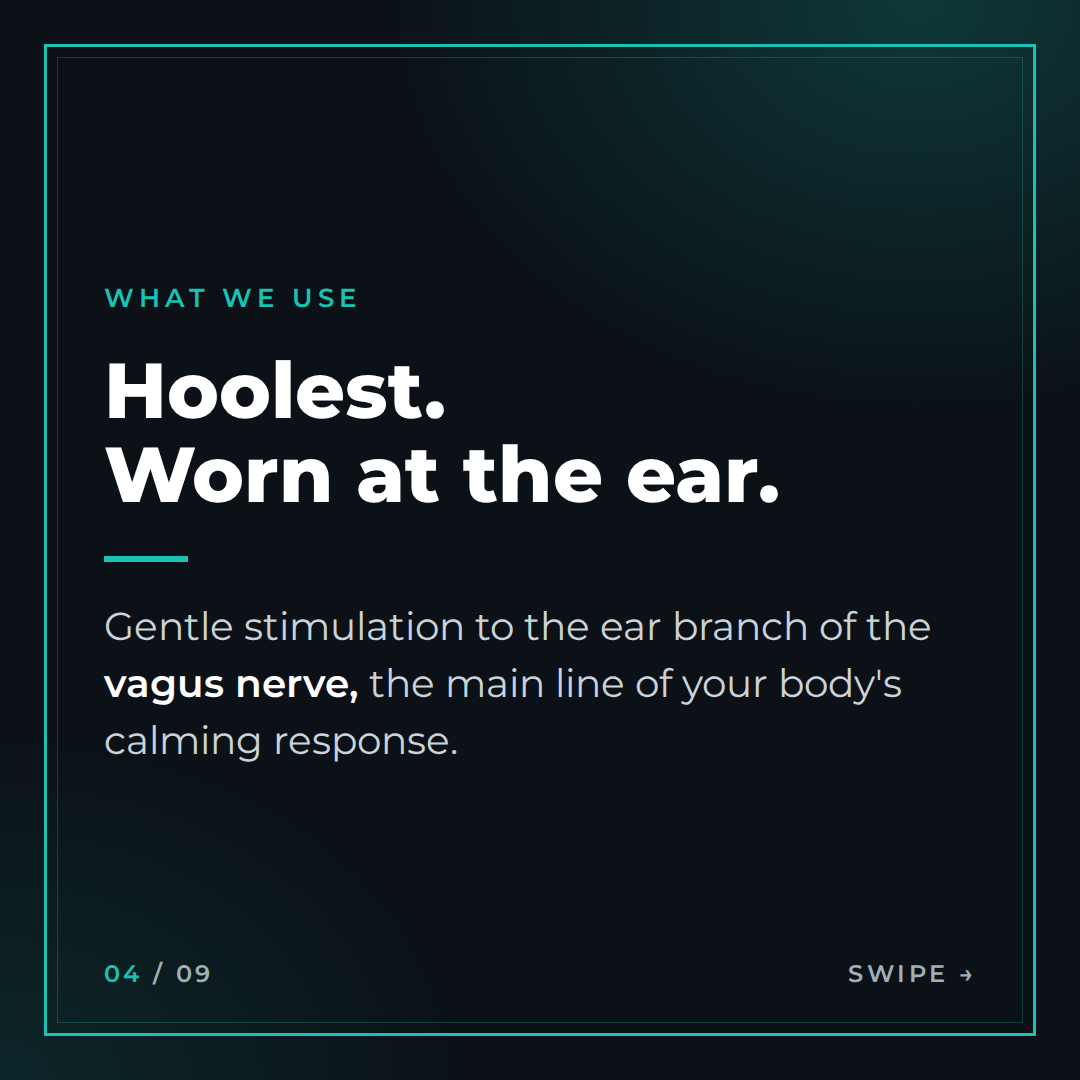 WHAT WE USE
Hoolest.
Worn at the ear.
Gentle stimulation to the ear branch of the
vagus nerve, the main line of your body's
calming response.
04 / 09
SWIPE →